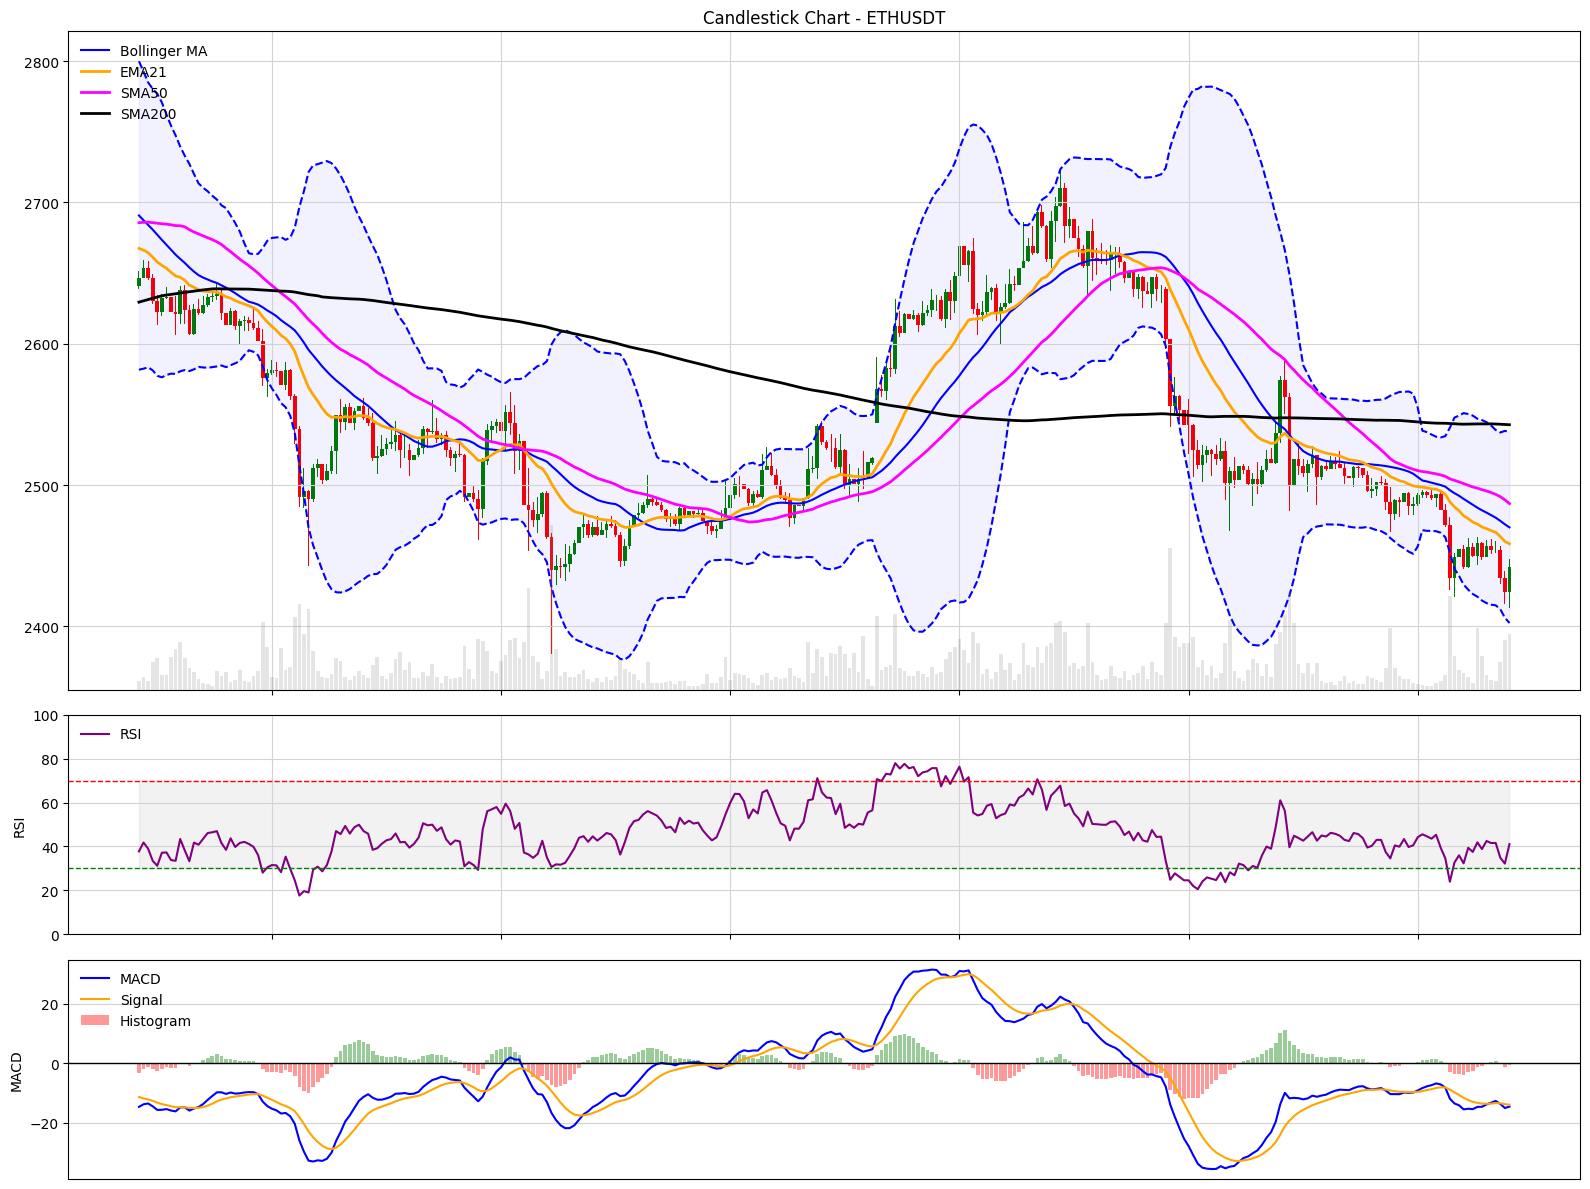 Candlestick Chart - ETHUSDT
Bollinger MA
EMA21
SMA50
SMA200
2800
2700
2600
2500
2400
RSI
100
80
60
40
20
0
RSI
MACD
Signal
Histogram
20
0
−20
MACD